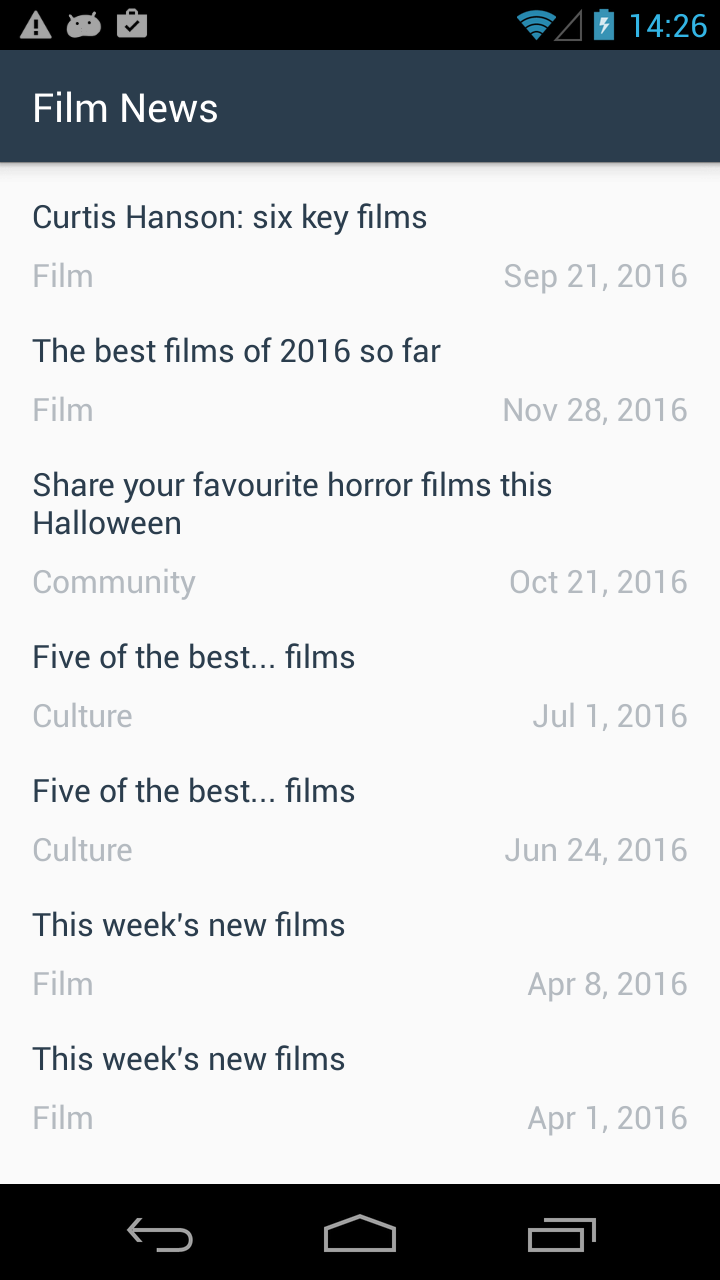 14:26
Film News
Curtis Hanson: six key films
Film Sep 21, 2016
The best films of 2016 so far
Film Nov 28, 2016
Share your favourite horror films this
Halloween
Community Oct 21, 2016
Five of the best... films
Culture Jul 1, 2016
Five of the best... films
Culture Jun 24, 2016
This week's new films
Film Apr 8, 2016
This week's new films
Film Apr 1, 2016